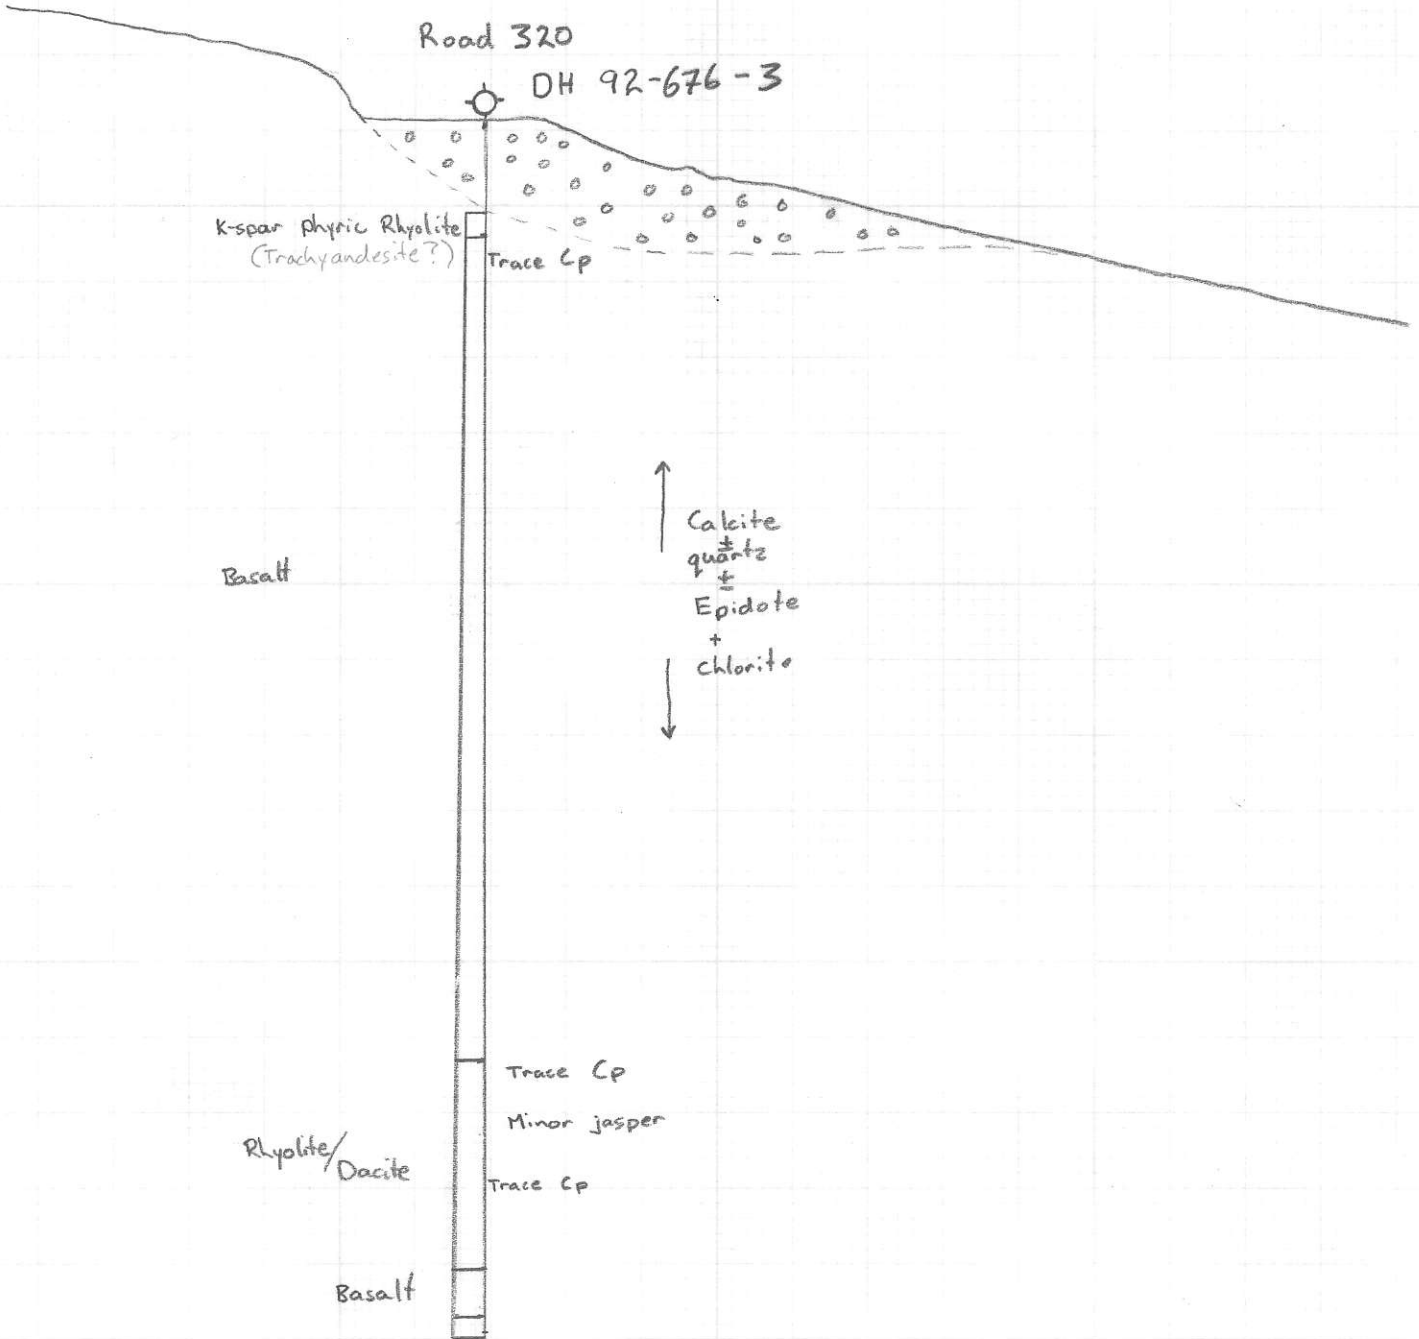 Road 320
DH 92-676-3
K-spar phyric Rhyolite
(Trachyandesite?)
Trace Cp
Calcite
±
quartz
±
Epidote
+
chlorite
Basalt
Trace Cp
Minor jasper
Rhyolite/
Dacite
Trace Cp
Basalt